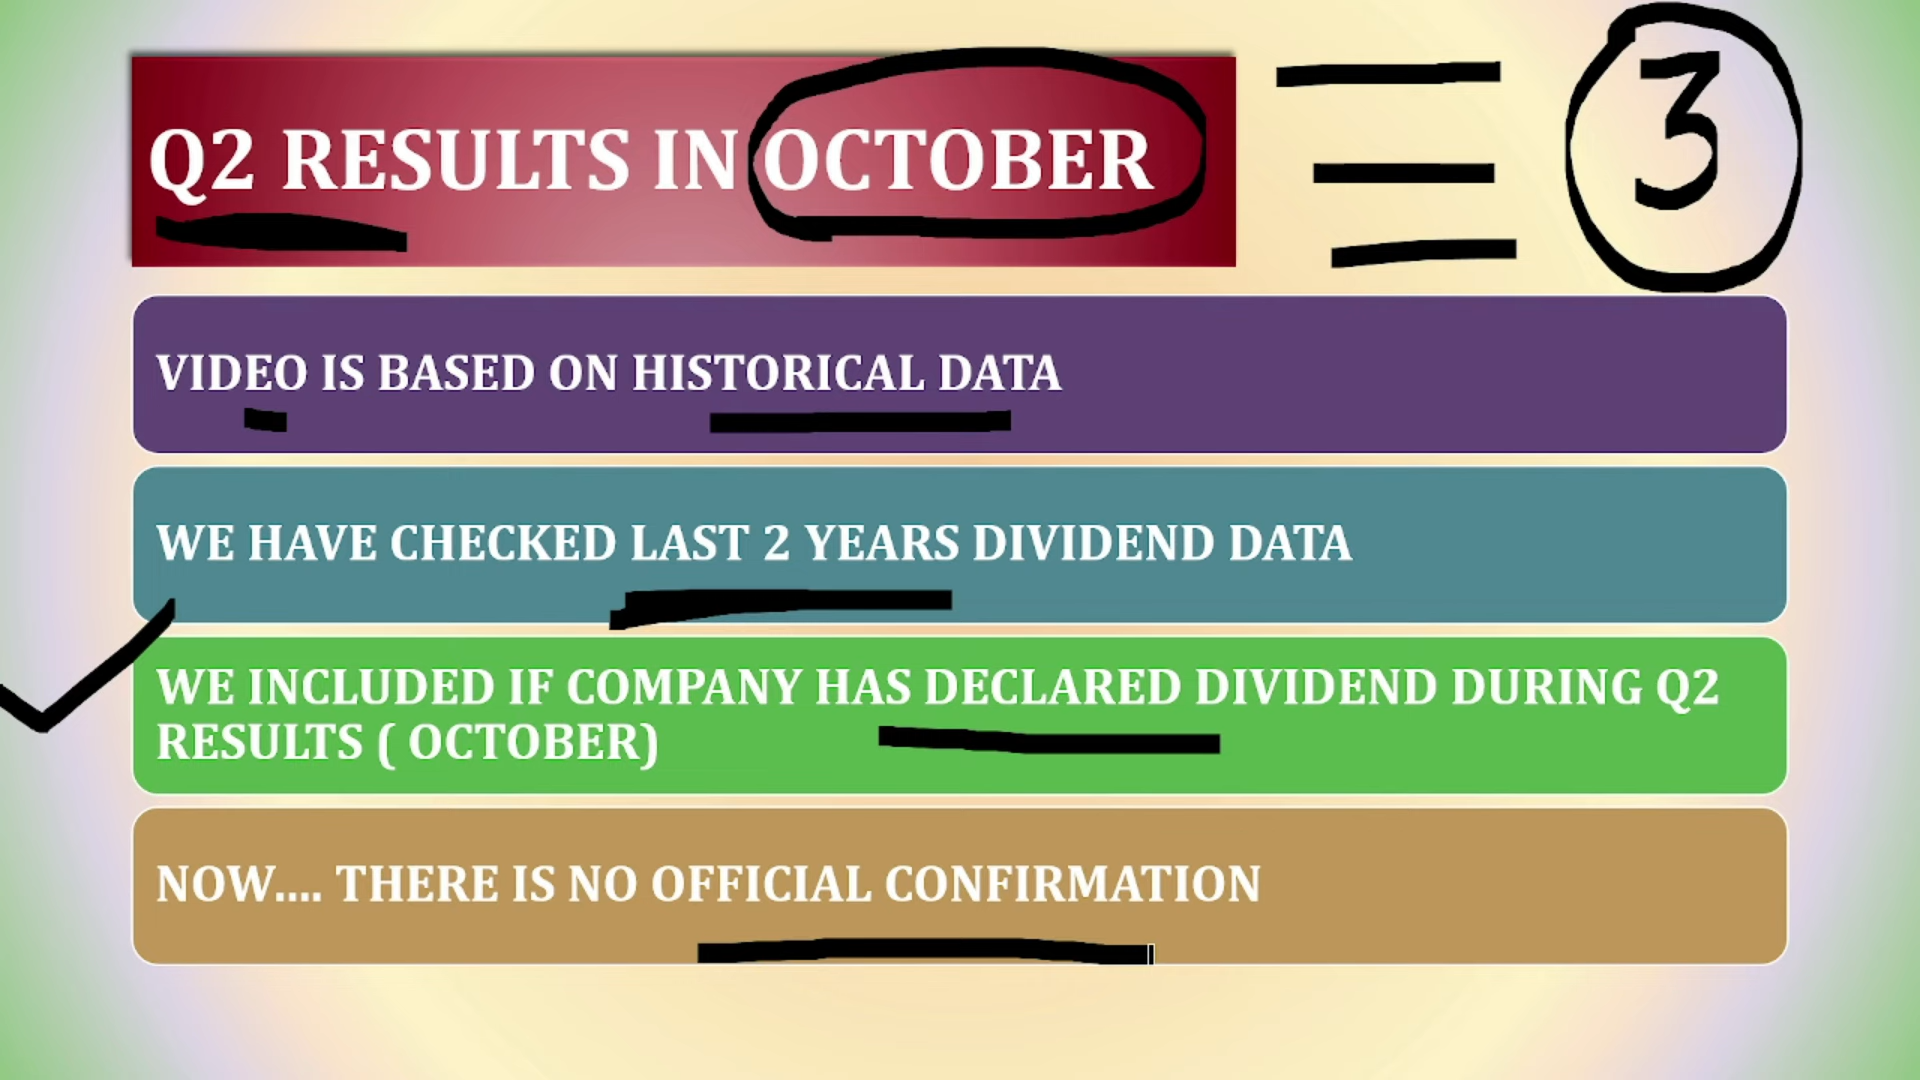 Q2 RESULTS IN OCTOBER
3
VIDEO IS BASED ON HISTORICAL DATA
WE HAVE CHECKED LAST 2 YEARS DIVIDEND DATA
WE INCLUDED IF COMPANY HAS DECLARED DIVIDEND DURING Q2
RESULTS ( OCTOBER)
NOW.... THERE IS NO OFFICIAL CONFIRMATION